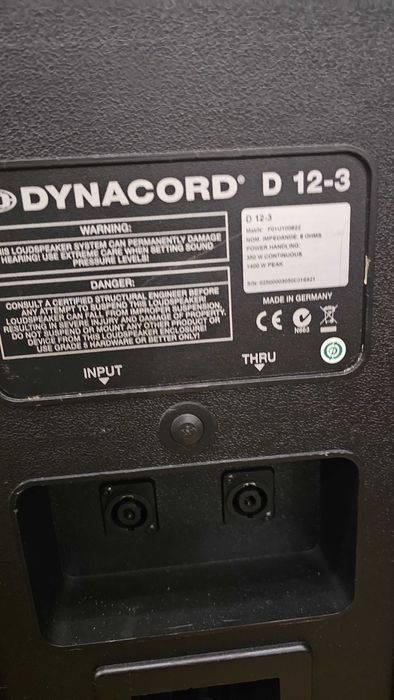 DYNACORD® D 12-3
WARNING:
THIS LOUDSPEAKER SYSTEM CAN PERMANENTLY DAMAGE
HEARING! USE EXTREME CARE WHEN SETTING SOUND
PRESSURE LEVELS!
DANGER:
CONSULT A CERTIFIED STRUCTURAL ENGINEER BEFORE
ANY ATTEMPT TO SUSPEND THIS LOUDSPEAKER!
LOUDSPEAKER CAN FALL FROM IMPROPER SUSPENSION,
RESULTING IN SEVERE INJURY AND DAMAGE OF PROPERTY.
DO NOT SUSPEND OR MOUNT ANY OTHER PRODUCT OR
DEVICE FROM THIS LOUDSPEAKER ENCLOSURE!
USE GRADE 5 HARDWARE OR BETTER ONLY!
D 12-3
NOM. IMPEDANCE: 8 OHMS
POWER HANDLING:
350 W CONTINUOUS
1400 W PEAK
S/N:
MADE IN GERMANY
CE
N663
INPUT
THRU